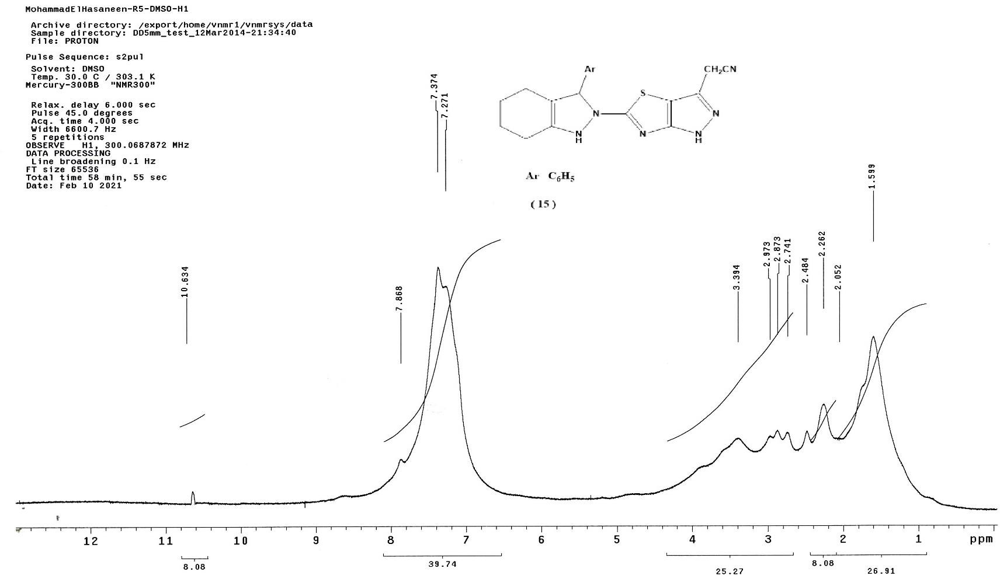 MohammadElHasaneen-R5-DMSO-H1
Archive directory: /export/home/vnmr1/vnmrsys/data
Sample directory: DD5mm_test_12Mar2014-21:34:40
File: PROTON
Pulse Sequence: s2pul
Solvent: DMSO
Temp. 30.0 C / 303.1 K
Mercury-300BB "NMR300"
Relax. delay 6.000 sec
Pulse 45.0 degrees
Acq. time 4.000 sec
Width 6600.7 Hz
5 repetitions
OBSERVE H1, 300.0687872 MHz
DATA PROCESSING
Line broadening 0.1 Hz
FT size 65536
Total time 58 min, 55 sec
Date: Feb 10 2021
Ar
CH₂CN
S
N
N
N
H
N
N
H
Ar C₆H₅
(15)
10.634
7.868
7.374
7.271
3.394
2.973
2.873
2.741
2.484
2.262
2.052
1.599
12 11 10 9 8 7 6 5 4 3 2 1 ppm
8.08
39.74
25.27
8.08
26.91